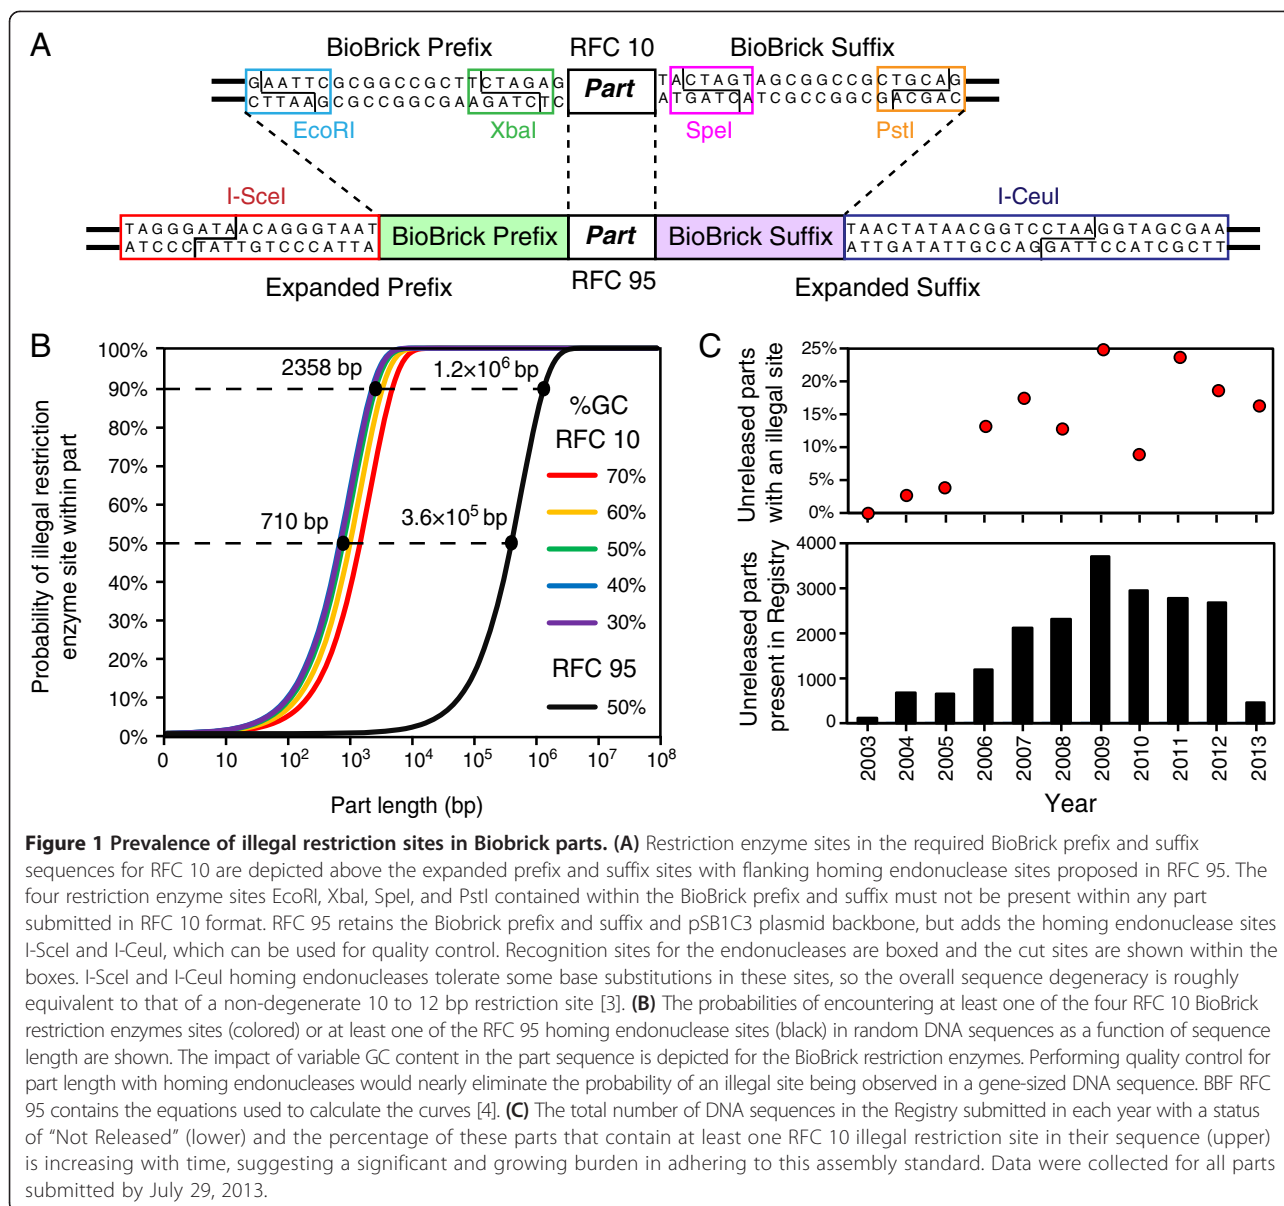 A
BioBrick Prefix RFC 10 BioBrick Suffix
GAATTCGCGGCCGCTTCTAGAG Part TACTAGTAGCGGCCGCTGCAG
CTTAAGCGCCGGCGAAGATCTC ATGATCATCGCCGGCGACGAC
EcoRI XbaI SpeI PstI
I-SceI I-CeuI
TAGGGATAACAGGGTAAT BioBrick Prefix Part BioBrick Suffix TAACTATAACGGTCCTAAGGTAGCGAA
ATCCCTATTGTCCCATTA ATTGATATTGCCAGGATTCCATCGCTT
Expanded Prefix RFC 95 Expanded Suffix
B
Probability of illegal restriction
enzyme site within part
100%
90%
80%
70%
60%
50%
40%
30%
20%
10%
0%
2358 bp 1.2×10⁶ bp
710 bp 3.6×10⁵ bp
%GC
RFC 10
70%
60%
50%
40%
30%
RFC 95
50%
0 10 10² 10³ 10⁴ 10⁵ 10⁶ 10⁷ 10⁸
Part length (bp)
C
Unreleased parts
with an illegal site
25%
20%
15%
10%
5%
0%
Unreleased parts
present in Registry
4000
3000
2000
1000
0
2003 2004 2005 2006 2007 2008 2009 2010 2011 2012 2013
Year
Figure 1 Prevalence of illegal restriction sites in Biobrick parts. (A) Restriction enzyme sites in the required BioBrick prefix and suffix
sequences for RFC 10 are depicted above the expanded prefix and suffix sites with flanking homing endonuclease sites proposed in RFC 95. The
four restriction enzyme sites EcoRI, XbaI, SpeI, and PstI contained within the BioBrick prefix and suffix must not be present within any part
submitted in RFC 10 format. RFC 95 retains the Biobrick prefix and suffix and pSB1C3 plasmid backbone, but adds the homing endonuclease sites
I-SceI and I-CeuI, which can be used for quality control. Recognition sites for the endonucleases are boxed and the cut sites are shown within the
boxes. I-SceI and I-CeuI homing endonucleases tolerate some base substitutions in these sites, so the overall sequence degeneracy is roughly
equivalent to that of a non-degenerate 10 to 12 bp restriction site [3]. (B) The probabilities of encountering at least one of the four RFC 10 BioBrick
restriction enzymes sites (colored) or at least one of the RFC 95 homing endonuclease sites (black) in random DNA sequences as a function of sequence
length are shown. The impact of variable GC content in the part sequence is depicted for the BioBrick restriction enzymes. Performing quality control for
part length with homing endonucleases would nearly eliminate the probability of an illegal site being observed in a gene-sized DNA sequence. BBF RFC
95 contains the equations used to calculate the curves [4]. (C) The total number of DNA sequences in the Registry submitted in each year with a status
of “Not Released” (lower) and the percentage of these parts that contain at least one RFC 10 illegal restriction site in their sequence (upper)
is increasing with time, suggesting a significant and growing burden in adhering to this assembly standard. Data were collected for all parts
submitted by July 29, 2013.